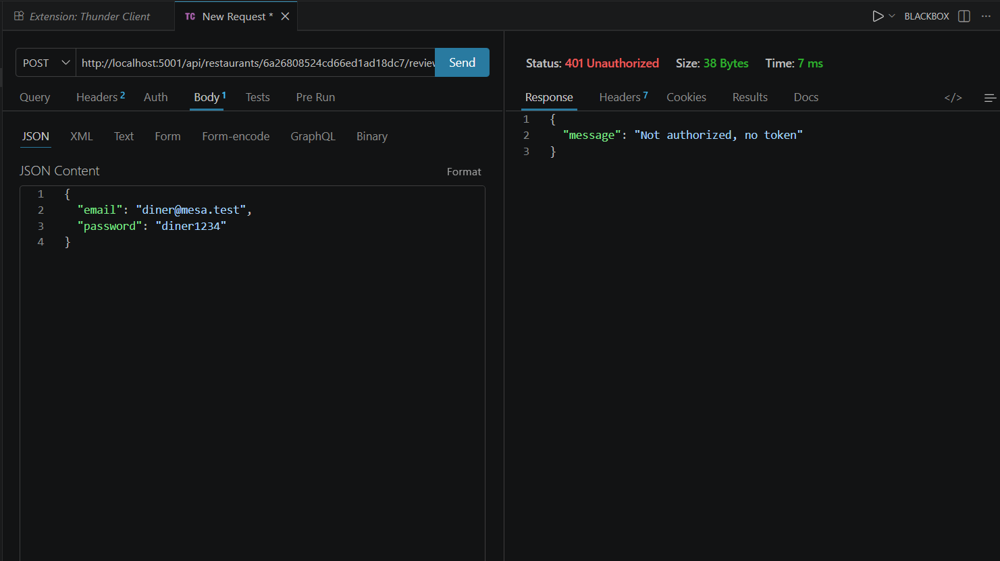 Extension: Thunder Client
TC New Request *
BLACKBOX
POST
http://localhost:5001/api/restaurants/6a26808524cd66ed1ad18dc7/review
Send
Query Headers 2 Auth Body 1 Tests Pre Run
JSON XML Text Form Form-encode GraphQL Binary
JSON Content
Format
1 {
2 "email": "diner@mesa.test",
3 "password": "diner1234"
4 }
Status: 401 Unauthorized Size: 38 Bytes Time: 7 ms
Response Headers 7 Cookies Results Docs </>
1 {
2 "message": "Not authorized, no token"
3 }